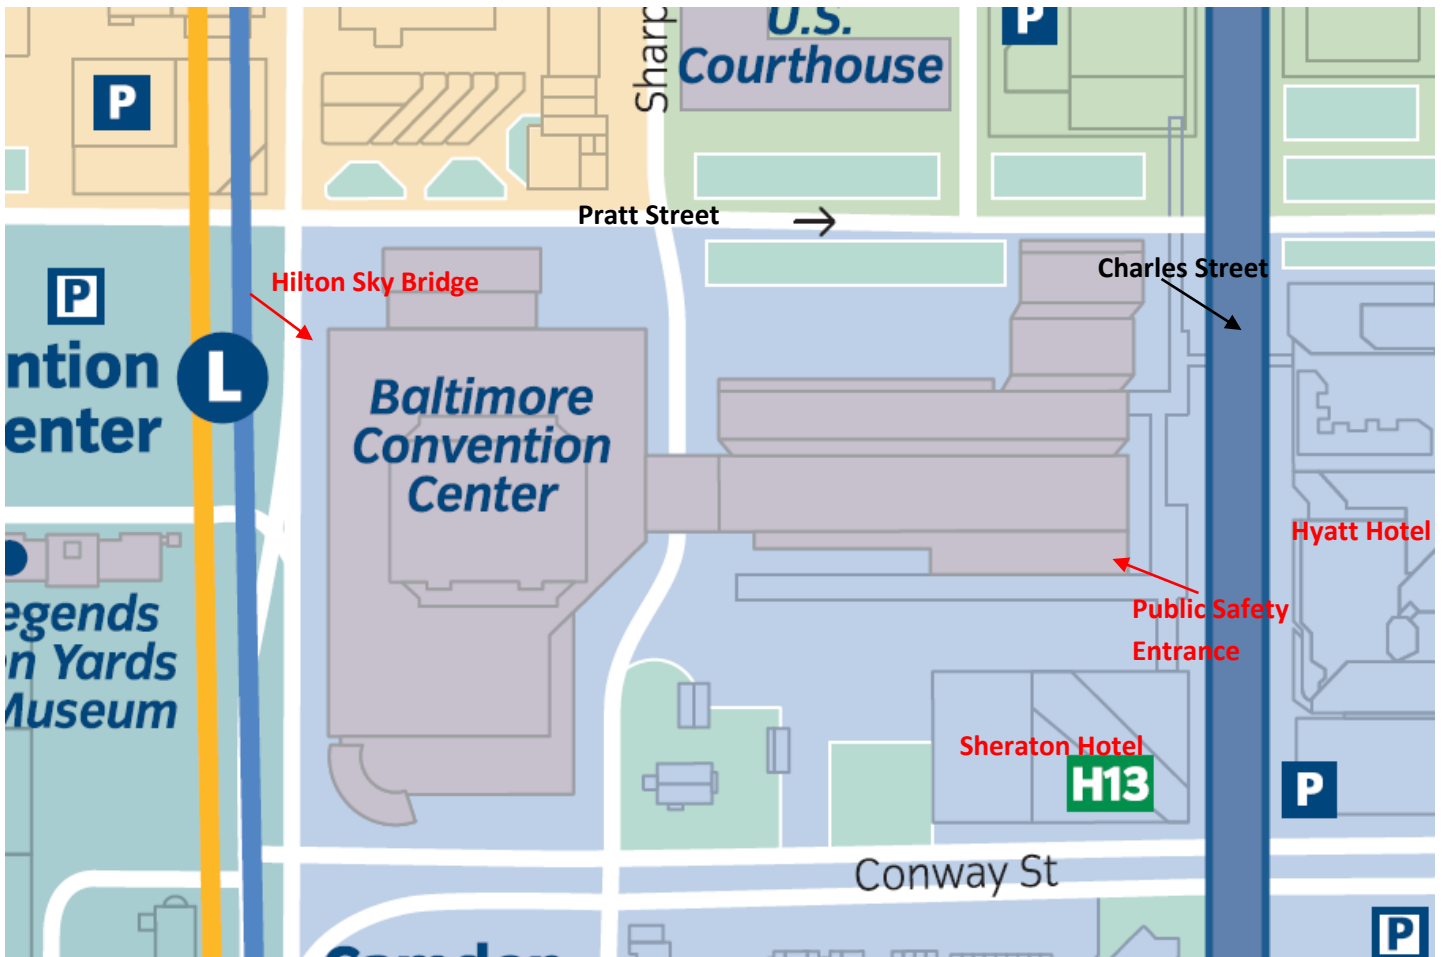 U.S.
Courthouse
P
Sharp
P
Pratt Street
Charles Street
Hilton Sky Bridge
P
L
ntion
enter
Baltimore
Convention
Center
Hyatt Hotel
Public Safety
Entrance
egends
n Yards
Museum
Sheraton Hotel
H13
P
Conway St
P
Camden